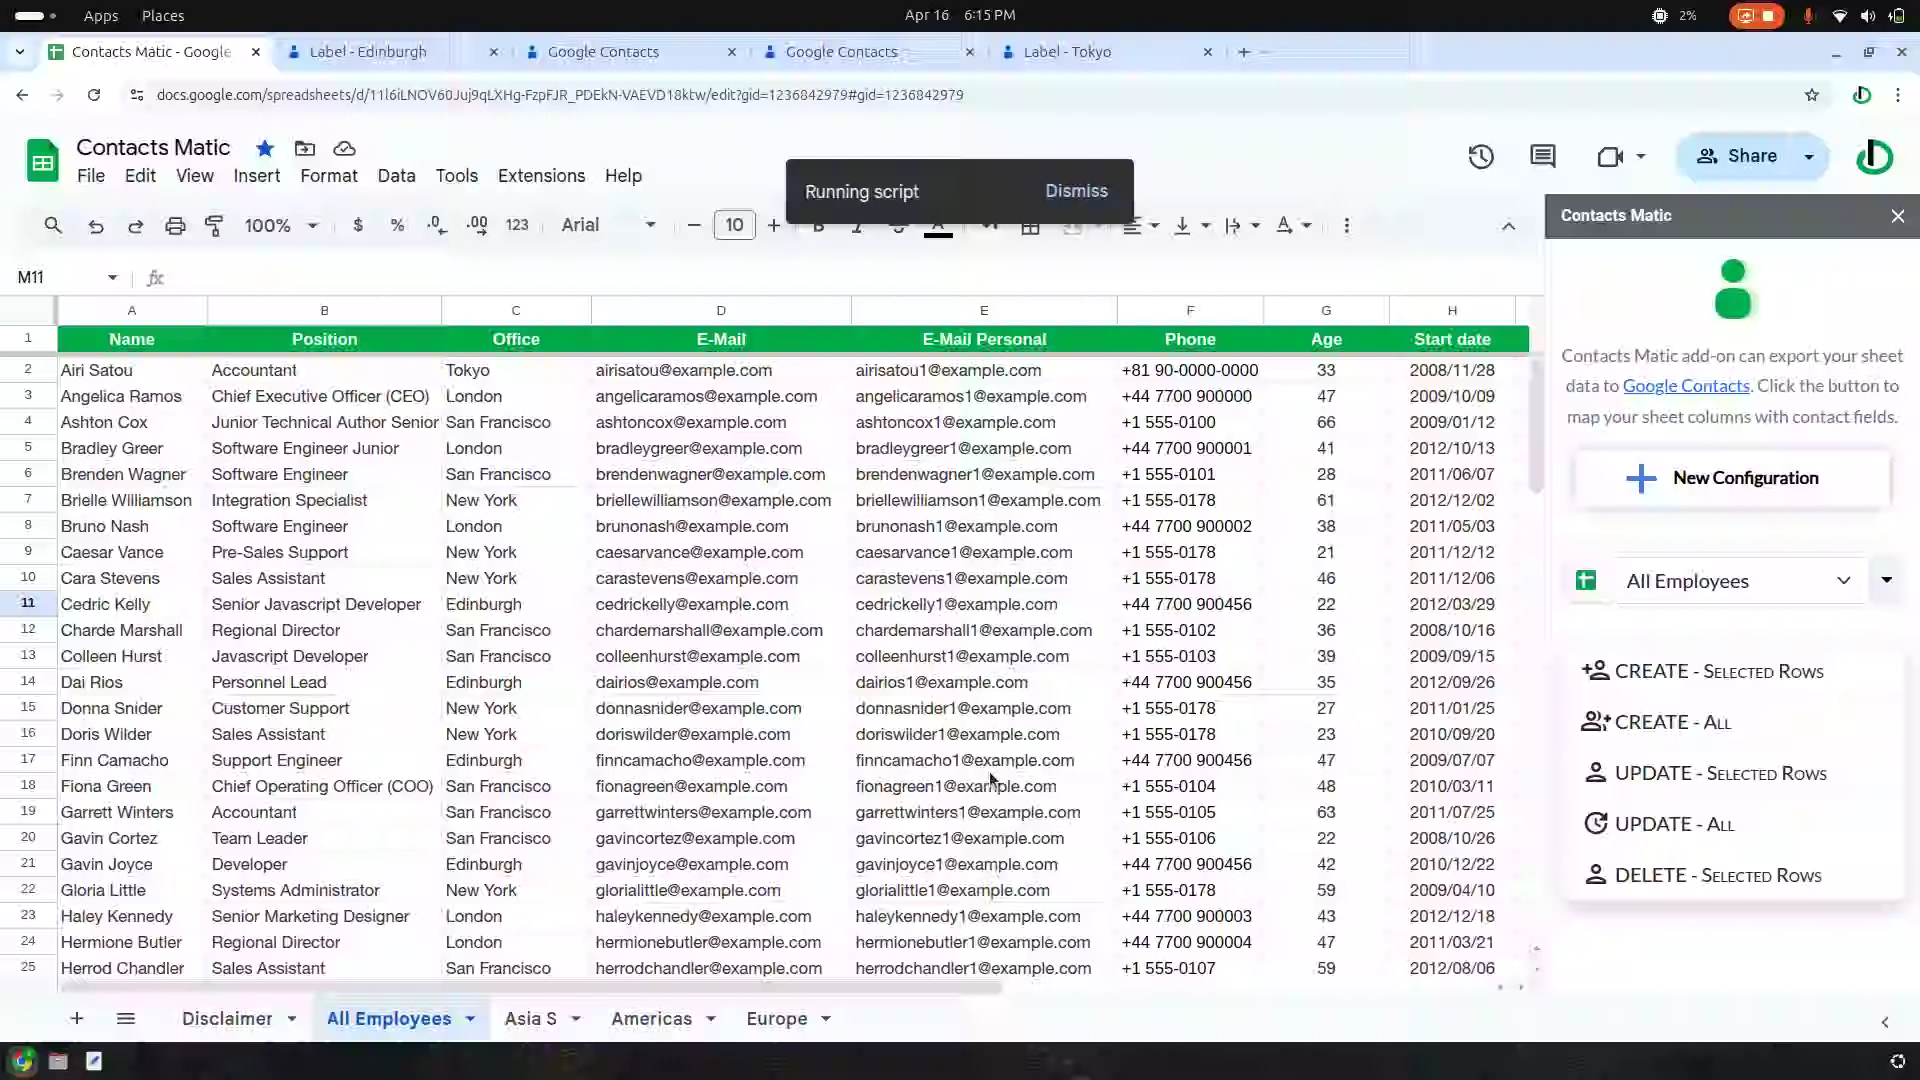 Apps Places Apr 16 6:15 PM 2%
Contacts Matic - Google Label - Edinburgh Google Contacts Google Contacts Label - Tokyo
docs.google.com/spreadsheets/d/11l6iLNOV60Juj9qLXHg-FzpFJR_PDEkN-VAEVD18ktw/edit?gid=1236842979#gid=1236842979
Contacts Matic
File Edit View Insert Format Data Tools Extensions Help
Running script Dismiss
Share
100% $ % .0 .00 123 Arial 10 B I S A
M11 fx
A B C D E F G H
1 Name Position Office E-Mail E-Mail Personal Phone Age Start date
2 Airi Satou Accountant Tokyo airisatou@example.com airisatou1@example.com +81 90-0000-0000 33 2008/11/28
3 Angelica Ramos Chief Executive Officer (CEO) London angelicaramos@example.com angelicaramos1@example.com +44 7700 900000 47 2009/10/09
4 Ashton Cox Junior Technical Author Senior San Francisco ashtoncox@example.com ashtoncox1@example.com +1 555-0100 66 2009/01/12
5 Bradley Greer Software Engineer Junior London bradleygreer@example.com bradleygreer1@example.com +44 7700 900001 41 2012/10/13
6 Brenden Wagner Software Engineer San Francisco brendenwagner@example.com brendenwagner1@example.com +1 555-0101 28 2011/06/07
7 Brielle Williamson Integration Specialist New York briellewilliamson@example.com briellewilliamson1@example.com +1 555-0178 61 2012/12/02
8 Bruno Nash Software Engineer London brunonash@example.com brunonash1@example.com +44 7700 900002 38 2011/05/03
9 Caesar Vance Pre-Sales Support New York caesarvance@example.com caesarvance1@example.com +1 555-0178 21 2011/12/12
10 Cara Stevens Sales Assistant New York carastevens@example.com carastevens1@example.com +1 555-0178 46 2011/12/06
11 Cedric Kelly Senior Javascript Developer Edinburgh cedrickelly@example.com cedrickelly1@example.com +44 7700 900456 22 2012/03/29
12 Charde Marshall Regional Director San Francisco chardemarshall@example.com chardemarshall1@example.com +1 555-0102 36 2008/10/16
13 Colleen Hurst Javascript Developer San Francisco colleenhurst@example.com colleenhurst1@example.com +1 555-0103 39 2009/09/15
14 Dai Rios Personnel Lead Edinburgh dairios@example.com dairios1@example.com +44 7700 900456 35 2012/09/26
15 Donna Snider Customer Support New York donnasnider@example.com donnasnider1@example.com +1 555-0178 27 2011/01/25
16 Doris Wilder Sales Assistant New York doriswilder@example.com doriswilder1@example.com +1 555-0178 23 2010/09/20
17 Finn Camacho Support Engineer Edinburgh finncamacho@example.com finncamacho1@example.com +44 7700 900456 47 2009/07/07
18 Fiona Green Chief Operating Officer (COO) San Francisco fionagreen@example.com fionagreen1@example.com +1 555-0104 48 2010/03/11
19 Garrett Winters Accountant San Francisco garrettwinters@example.com garrettwinters1@example.com +1 555-0105 63 2011/07/25
20 Gavin Cortez Team Leader San Francisco gavincortez@example.com gavincortez1@example.com +1 555-0106 22 2008/10/26
21 Gavin Joyce Developer Edinburgh gavinjoyce@example.com gavinjoyce1@example.com +44 7700 900456 42 2010/12/22
22 Gloria Little Systems Administrator New York glorialittle@example.com glorialittle1@example.com +1 555-0178 59 2009/04/10
23 Haley Kennedy Senior Marketing Designer London haleykennedy@example.com haleykennedy1@example.com +44 7700 900003 43 2012/12/18
24 Hermione Butler Regional Director London hermionebutler@example.com hermionebutler1@example.com +44 7700 900004 47 2011/03/21
25 Herrod Chandler Sales Assistant San Francisco herrodchandler@example.com herrodchandler1@example.com +1 555-0107 59 2012/08/06
Disclaimer All Employees Asia S Americas Europe
Contacts Matic
Contacts Matic add-on can export your sheet
data to Google Contacts. Click the button to
map your sheet columns with contact fields.
New Configuration
All Employees
CREATE - SELECTED ROWS
CREATE - ALL
UPDATE - SELECTED ROWS
UPDATE - ALL
DELETE - SELECTED ROWS